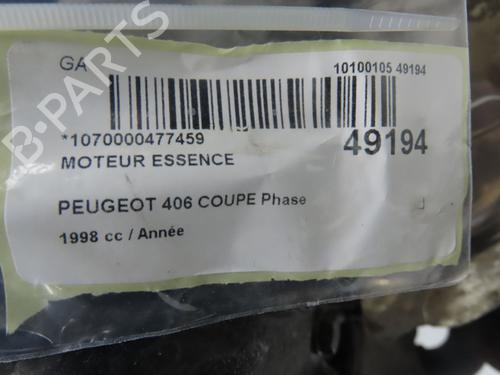 GA
10100105 49194
*1070000477459
49194
MOTEUR ESSENCE
PEUGEOT 406 COUPE Phase
1998 cc / Année
B-PARTS